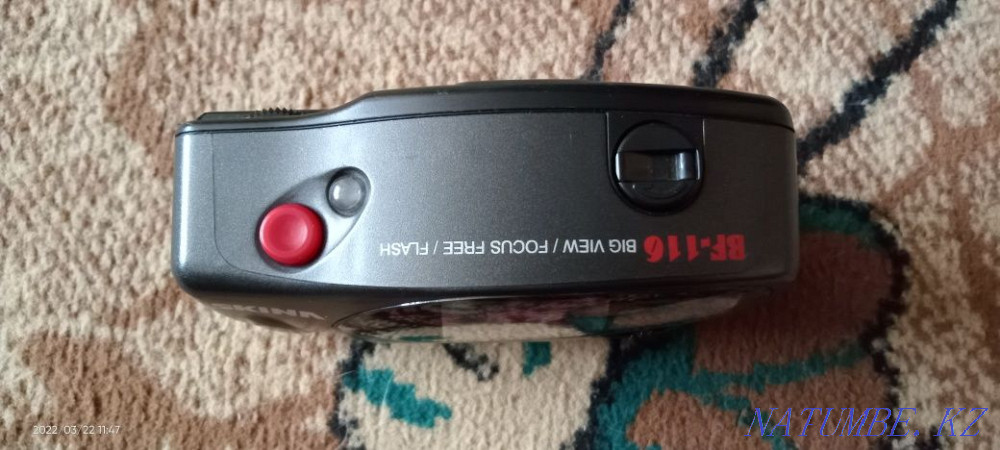 BF-116 BIG VIEW / FOCUS FREE / FLASH
2022.03/22 11:47
NATUMBE.KZ